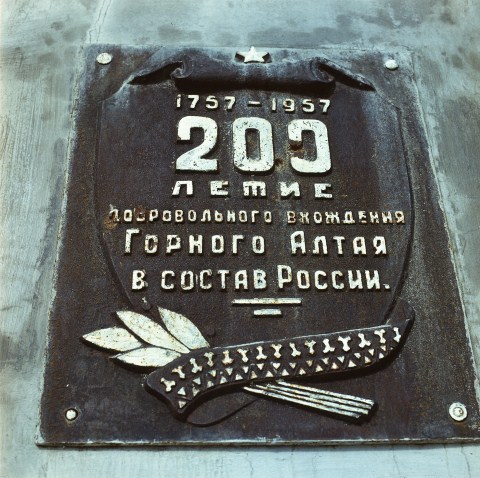 1757-1957
200
ЛЕТИЕ
ДОБРОВОЛЬНОГО ВХОЖДЕНИЯ
ГОРНОГО АЛТАЯ
В СОСТАВ РОССИИ.